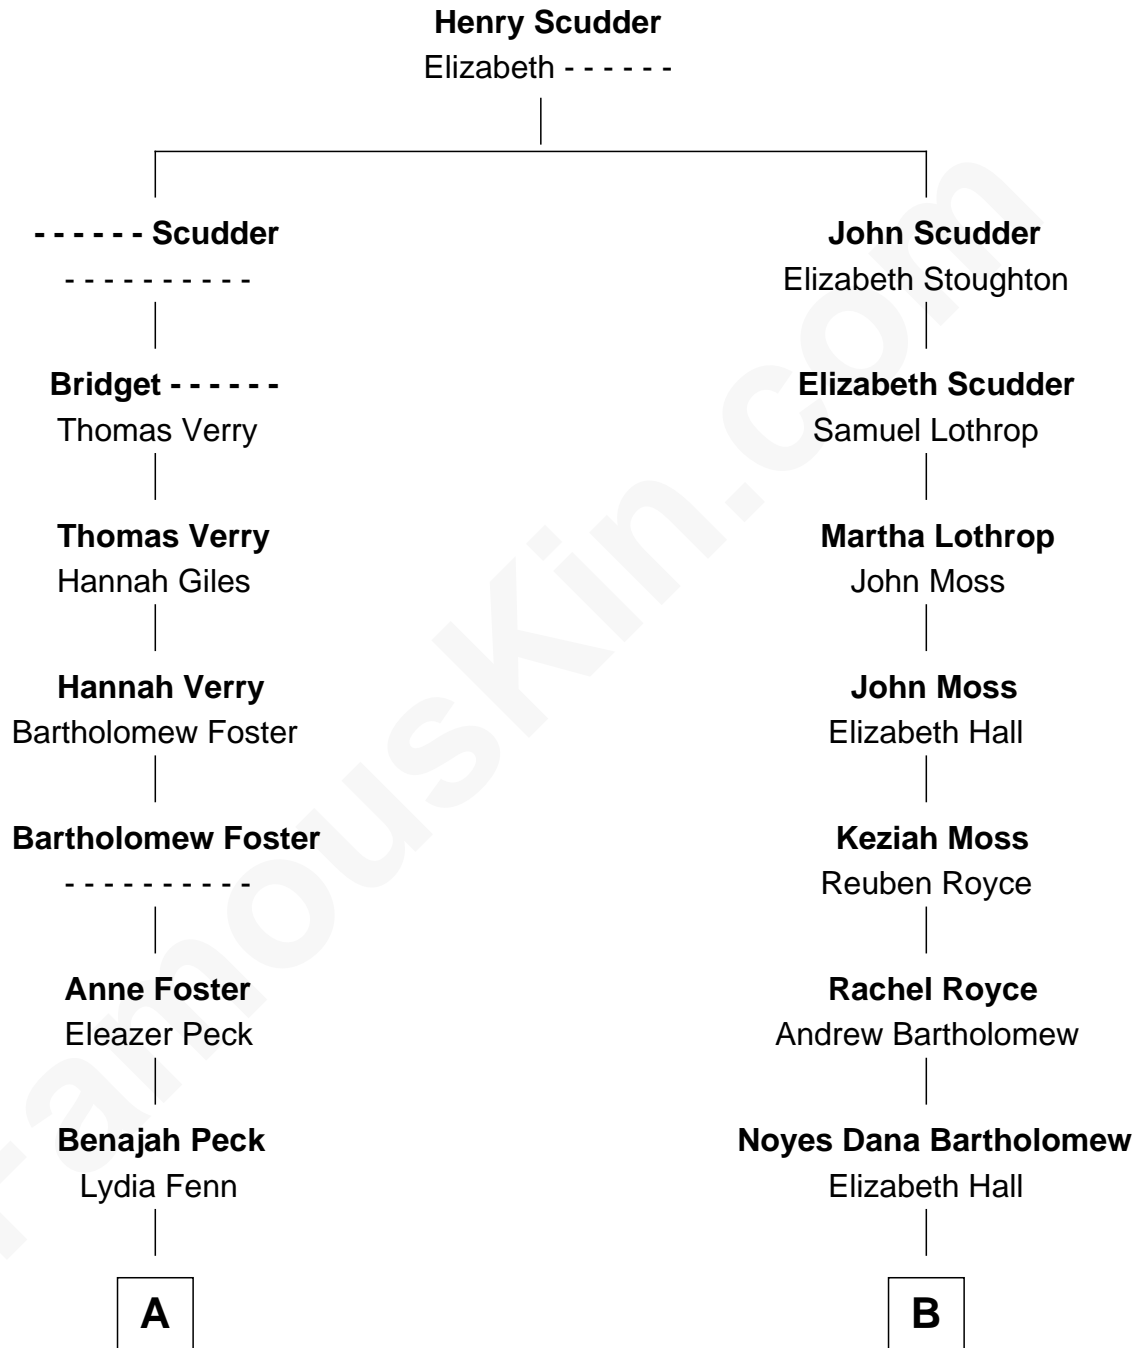 Henry Scudder
Elizabeth - - - - - -
- - - - - - Scudder
- - - - - - - - - -
John Scudder
Elizabeth Stoughton
Bridget - - - - - -
Thomas Verry
Elizabeth Scudder
Samuel Lothrop
Thomas Verry
Hannah Giles
Martha Lothrop
John Moss
Hannah Verry
Bartholomew Foster
John Moss
Elizabeth Hall
Bartholomew Foster
- - - - - - - - - -
Keziah Moss
Reuben Royce
Anne Foster
Eleazer Peck
Rachel Royce
Andrew Bartholomew
Benajah Peck
Lydia Fenn
Noyes Dana Bartholomew
Elizabeth Hall
A
B
FamousKin.com